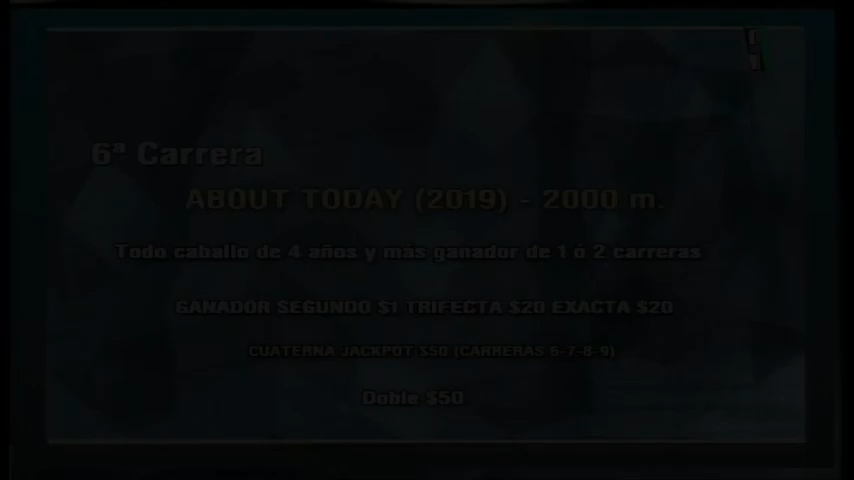 6ª Carrera
ABOUT TODAY (2019) - 2000 m.
Todo caballo de 4 años y mas ganador de 1 ó 2 carreras
GANADOR SEGUNDO $1 TRIFECTA $20 EXACTA $20
CUATERNA JACKPOT $50 (CARRERAS 6-7-8-9)
Doble $50